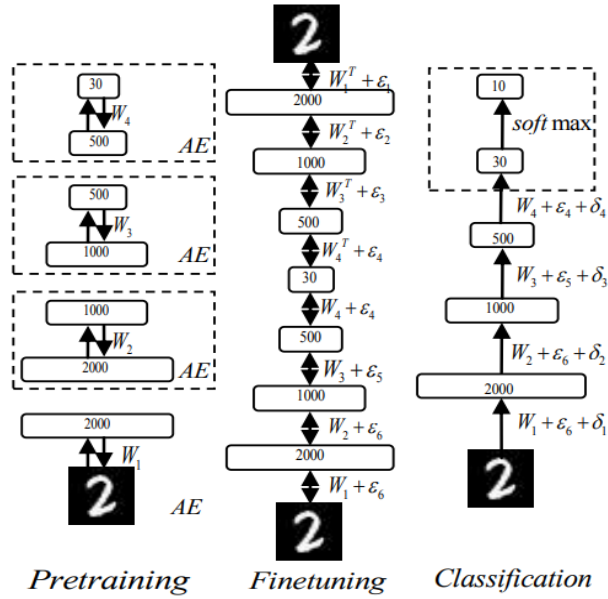 30
W₄
500
AE
500
W₃
1000
AE
1000
W₂
2000
AE
2000
W₁
2
AE
Pretraining
2
W₁ᵀ + ε₁
2000
W₂ᵀ + ε₂
1000
W₃ᵀ + ε₃
500
W₄ᵀ + ε₄
30
W₄ + ε₄
500
W₃ + ε₅
1000
W₂ + ε₆
2000
W₁ + ε₆
2
Finetuning
10
soft max
30
W₄ + ε₄ + δ₄
500
W₃ + ε₅ + δ₃
1000
W₂ + ε₆ + δ₂
2000
W₁ + ε₆ + δ₁
2
Classification